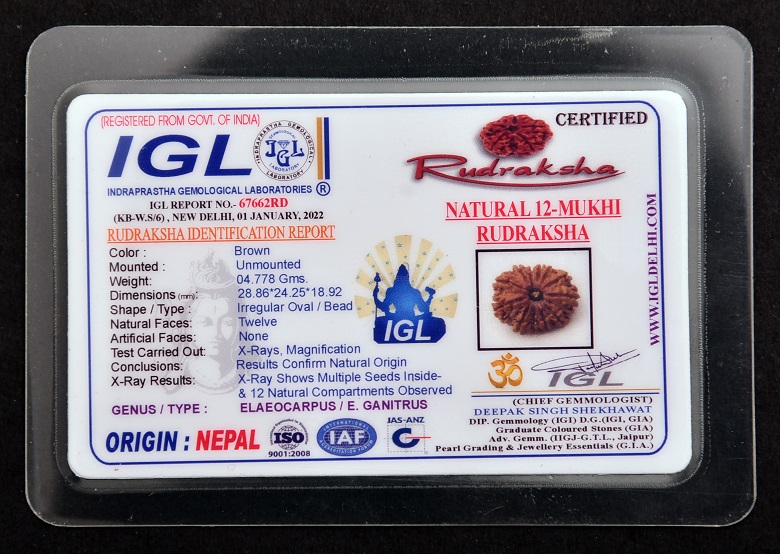 (REGISTERED FROM GOVT. OF INDIA)
IGL
INDRAPRASTHA GEMOLOGICAL LABORATORY
IGL
INDRAPRASTHA GEMOLOGICAL LABORATORIES ®
IGL REPORT NO.- 67662RD
(KB-W.S/6) , NEW DELHI, 01 JANUARY, 2022
RUDRAKSHA IDENTIFICATION REPORT
Color : Brown
Mounted : Unmounted
Weight: 04.778 Gms.
Dimensions (mm): 28.86*24.25*18.92
Shape / Type : Irregular Oval / Bead
Natural Faces: Twelve
Artificial Faces: None
Test Carried Out: X-Rays, Magnification
Conclusions: Results Confirm Natural Origin
X-Ray Results: X-Ray Shows Multiple Seeds Inside-
& 12 Natural Compartments Observed
GENUS / TYPE : ELAEOCARPUS / E. GANITRUS
ORIGIN : NEPAL
ISO
9001:2008
IAF
JAS-ANZ
IGL
CERTIFIED
Rudraksha
NATURAL 12-MUKHI
RUDRAKSHA
WWW.IGLDELHI.COM
ॐ
IGL
(CHIEF GEMMOLOGIST)
DEEPAK SINGH SHEKHAWAT
DIP. Gemmology (IGI) D.G.(IGI, GIA)
Graduate Coloured Stones (GIA)
Adv. Gemm. (IIGJ-G.T.L., Jaipur)
Pearl Grading & Jewellery Essentials (G.I.A.)